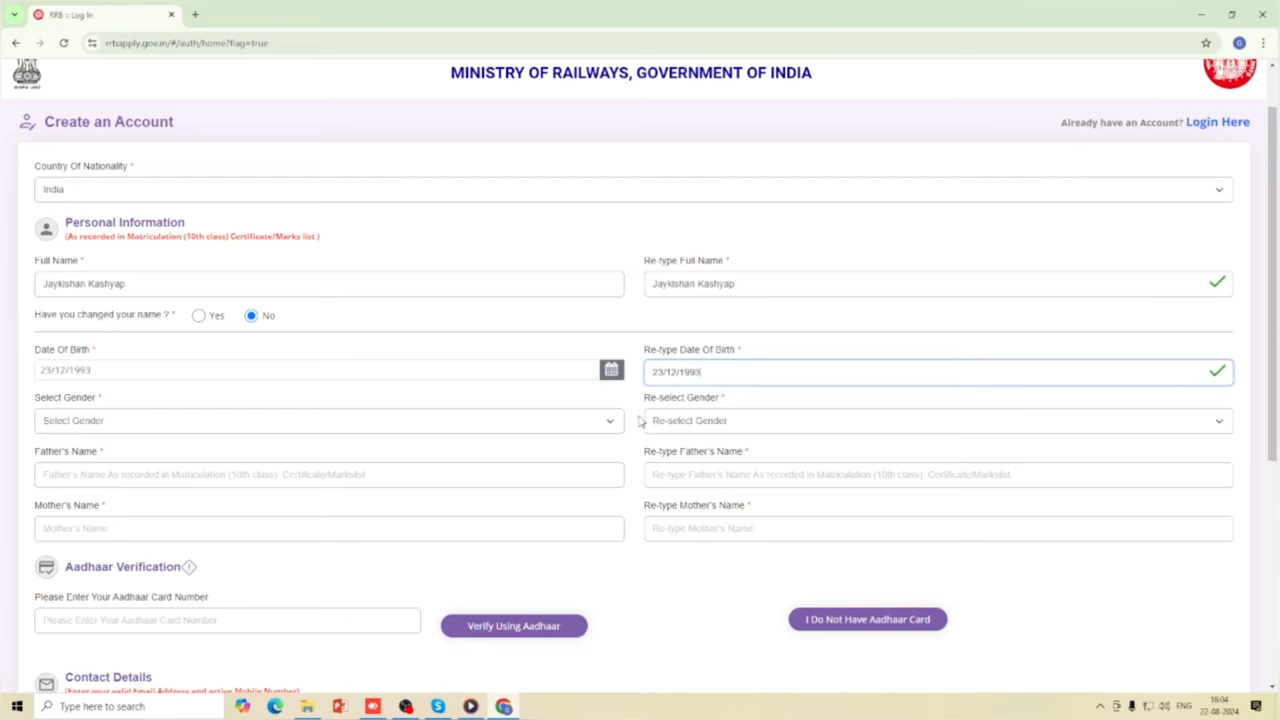 RRB :: Log In
rrbapply.gov.in/#/auth/home?flag=true
MINISTRY OF RAILWAYS, GOVERNMENT OF INDIA
Create an Account
Already have an Account? Login Here
Country Of Nationality *
India
Personal Information
(As recorded in Matriculation (10th class) Certificate/Marks list )
Full Name *
Re-type Full Name *
Jaykishan Kashyap
Jaykishan Kashyap
Have you changed your name ? *
Yes
No
Date Of Birth *
Re-type Date Of Birth *
23/12/1993
23/12/1993
Select Gender *
Re-select Gender *
Select Gender
Re-select Gender
Father's Name *
Re-type Father's Name *
Father's Name As recorded in Matriculation (10th class) Certificate/Markslist
Re-type Father's Name As recorded in Matriculation (10th class) Certificate/Markslist
Mother's Name *
Re-type Mother's Name *
Mother's Name
Re-type Mother's Name
Aadhaar Verification
Please Enter Your Aadhaar Card Number
Please Enter Your Aadhaar Card Number
Verify Using Aadhaar
I Do Not Have Aadhaar Card
Contact Details
(Enter your valid Email Address and active Mobile Number)
Type here to search
ENG
16:04
22-08-2024